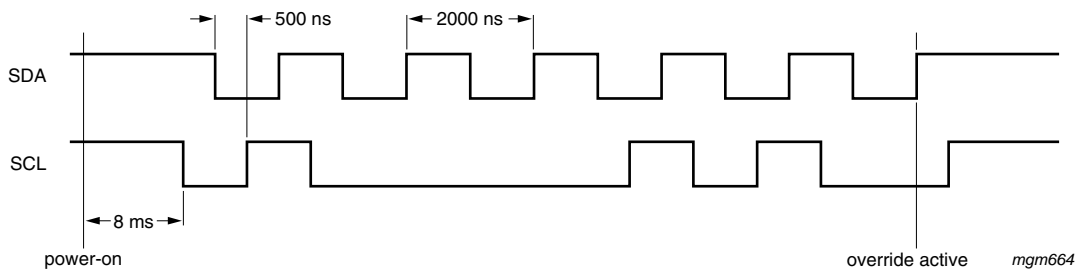 500 ns
2000 ns
SDA
SCL
8 ms
power-on
override active
mgm664